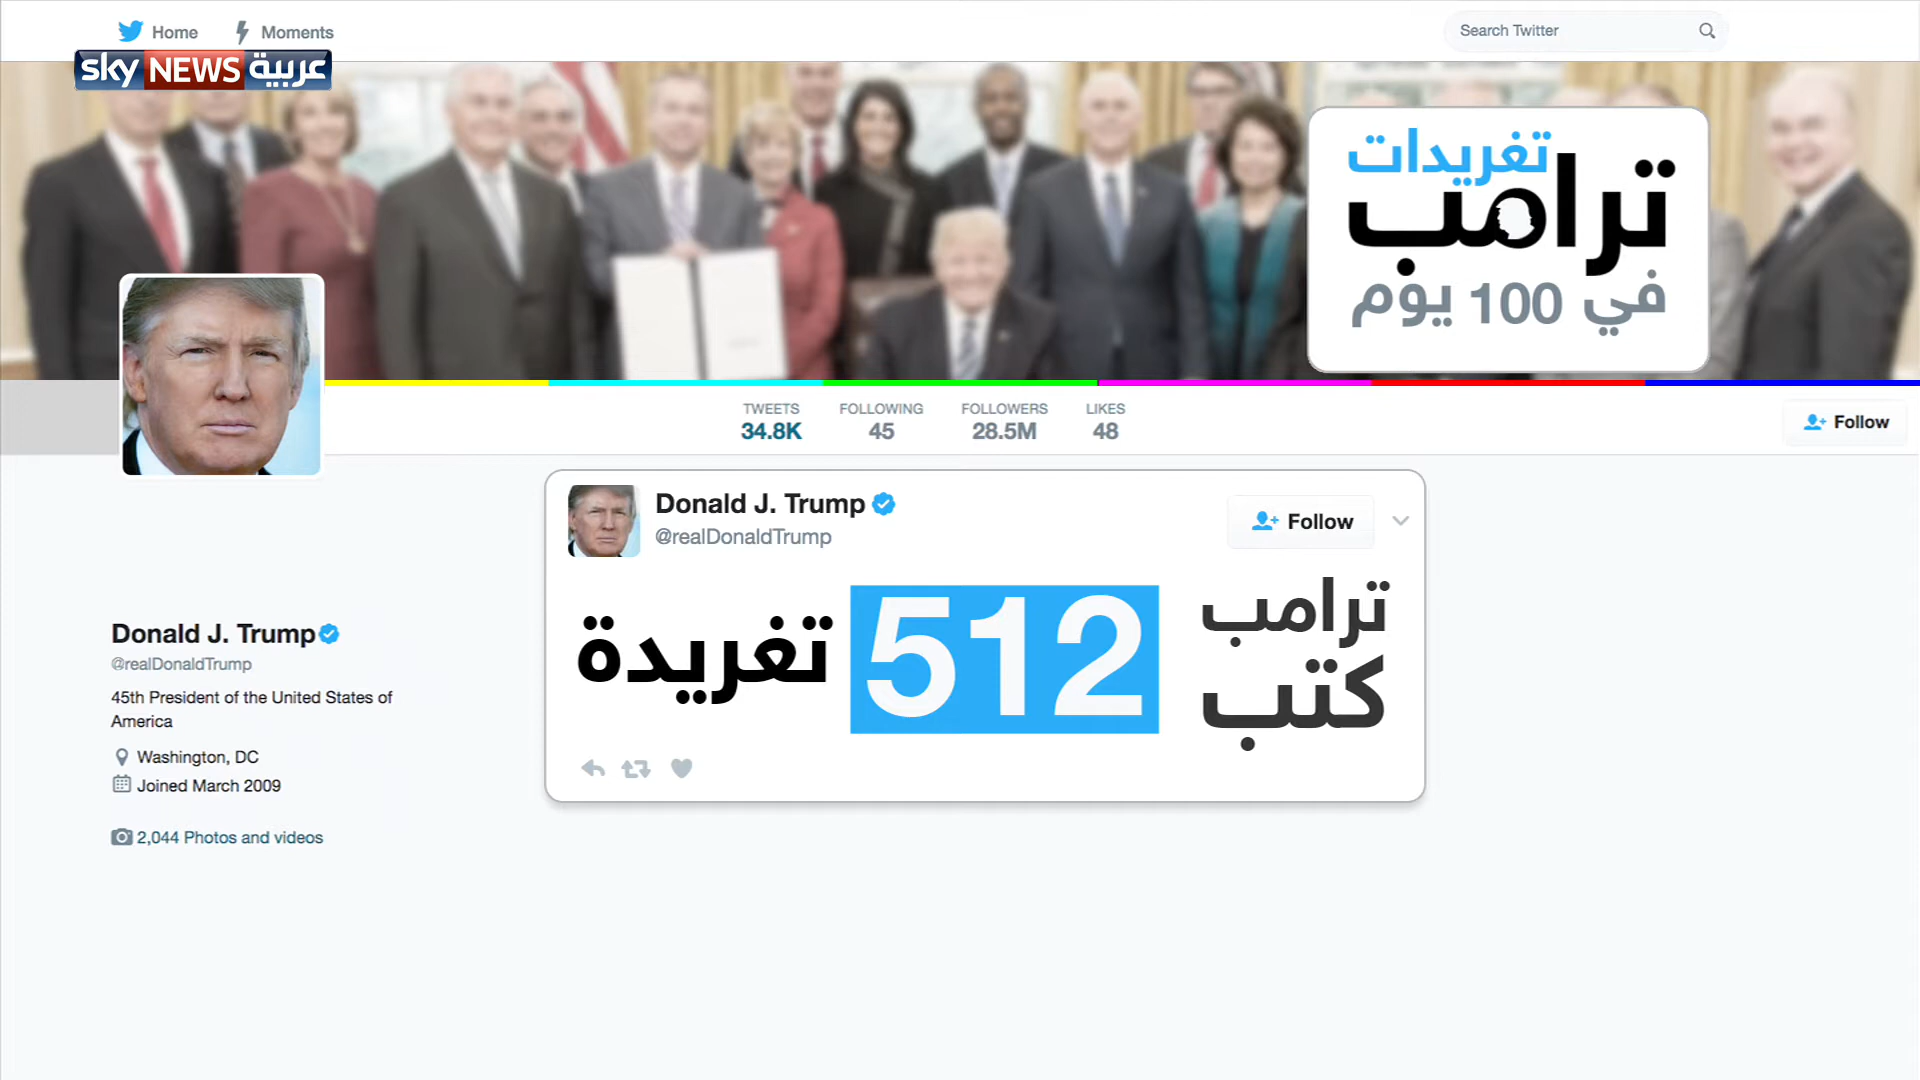 Home
Moments
Search Twitter
sky NEWS عربية
تغريدات
ترامب
في 100 يوم
TWEETS
34.8K
FOLLOWING
45
FOLLOWERS
28.5M
LIKES
48
Follow
Donald J. Trump
@realDonaldTrump
Follow
ترامب
كتب
512
تغريدة
Donald J. Trump
@realDonaldTrump
45th President of the United States of
America
Washington, DC
Joined March 2009
2,044 Photos and videos